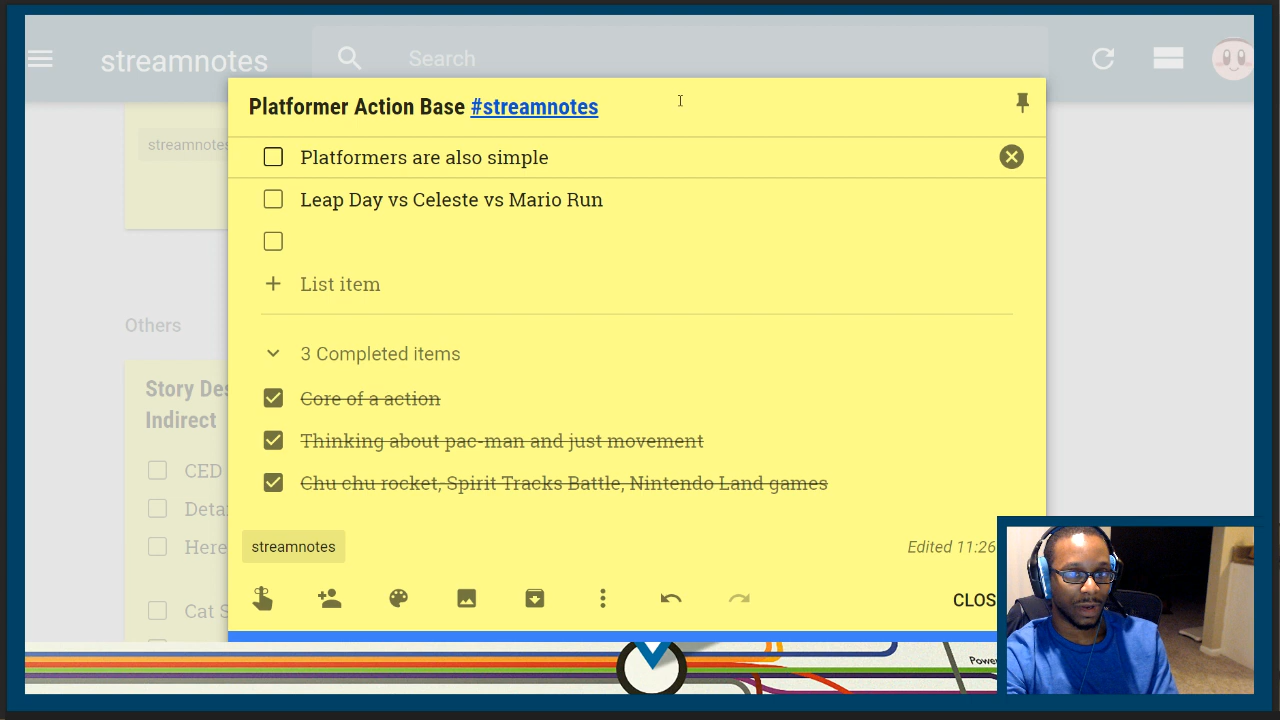 streamnotes
Search
Platformer Action Base #streamnotes
streamnotes
Platformers are also simple
Leap Day vs Celeste vs Mario Run
List item
Others
3 Completed items
Story Des
Indirect
Core of a action
Thinking about pac-man and just movement
CED
Chu chu rocket, Spirit Tracks Battle, Nintendo Land games
Deta
Here
streamnotes
Edited 11:26
Cat S
CLOS
Powe